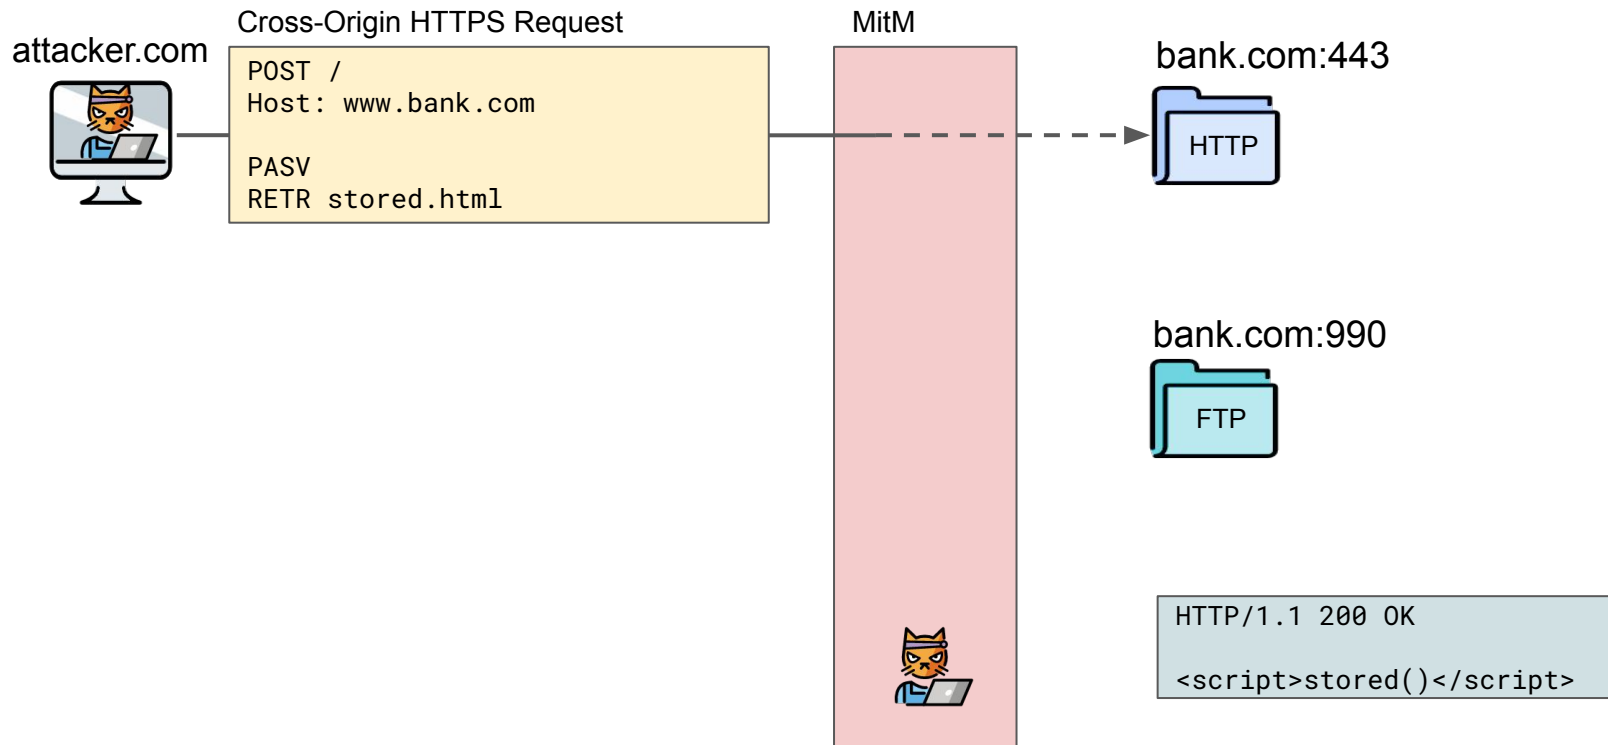 Cross-Origin HTTPS Request
MitM
attacker.com
bank.com:443
POST /
Host: www.bank.com
HTTP
PASV
RETR stored.html
bank.com:990
FTP
HTTP/1.1 200 OK
<script>stored()</script>